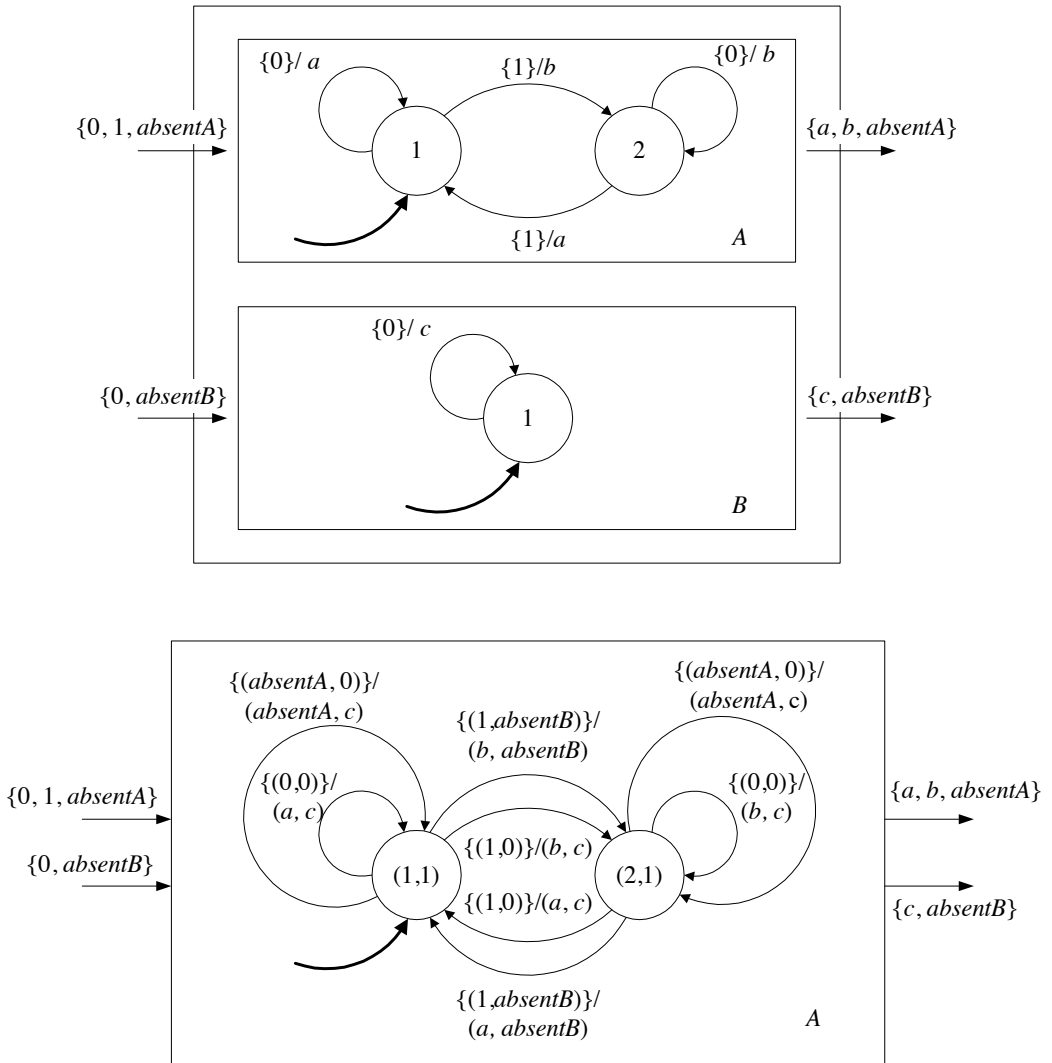 {0}/ a
{1}/b
{0}/ b
{0, 1, absentA}
1
2
{a, b, absentA}
{1}/a
A
{0}/ c
{0, absentB}
1
{c, absentB}
B
{(absentA, 0)}/
(absentA, c)
{(1,absentB)}/
(b, absentB)
{(absentA, 0)}/
(absentA, c)
{(0,0)}/
(a, c)
{(0,0)}/
(b, c)
{0, 1, absentA}
{a, b, absentA}
{(1,0)}/(b, c)
{0, absentB}
(1,1)
(2,1)
{(1,0)}/(a, c)
{c, absentB}
{(1,absentB)}/
(a, absentB)
A